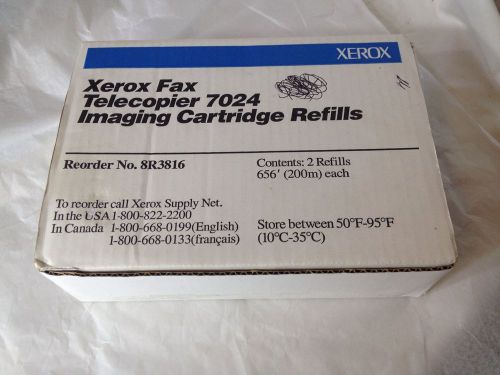 XEROX
Xerox Fax
Telecopier 7024
Imaging Cartridge Refills
Reorder No. 8R3816
Contents: 2 Refills
656' (200m) each
To reorder call Xerox Supply Net.
In the USA 1-800-822-2200
In Canada 1-800-668-0199(English)
1-800-668-0133(français)
Store between 50°F-95°F
(10°C-35°C)